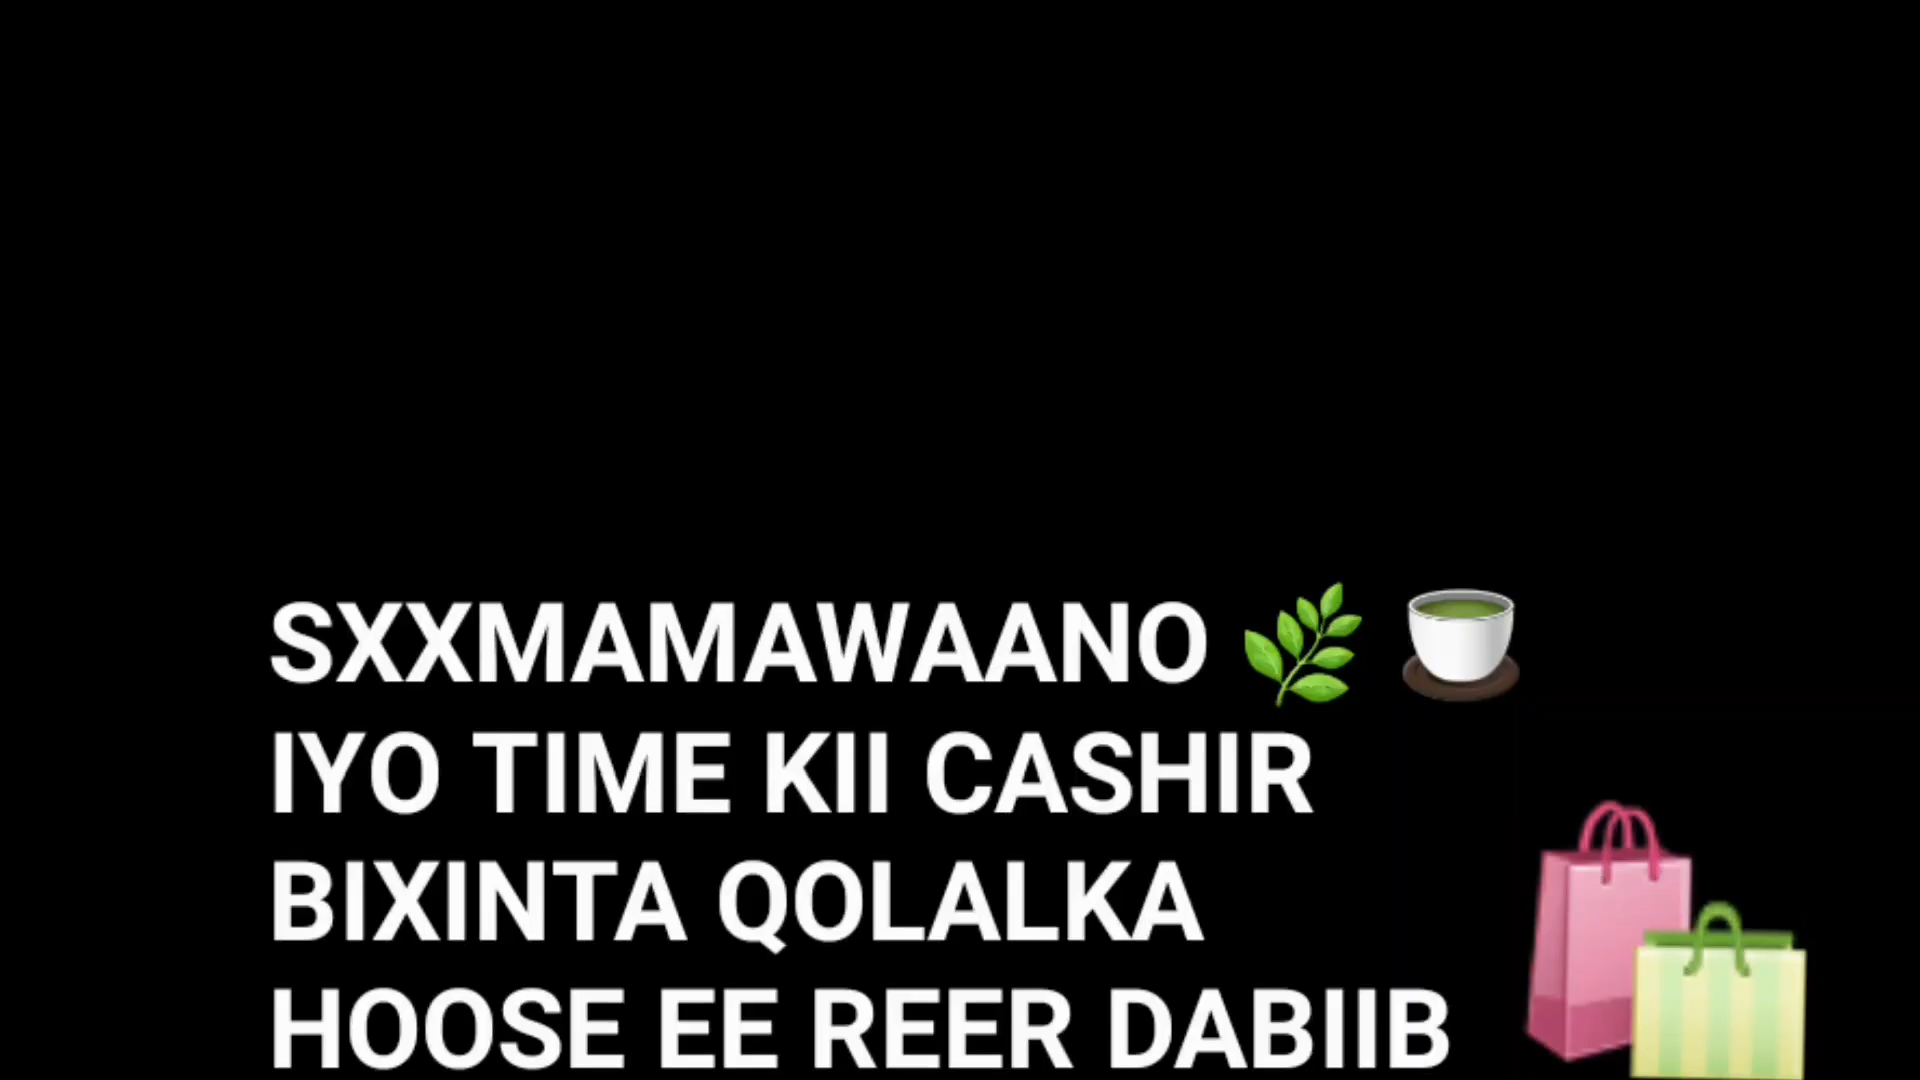 SXXMAMAWAANO 🌿 🍵
IYO TIME KII CASHIR
BIXINTA QOLALKA
HOOSE EE REER DABIIB